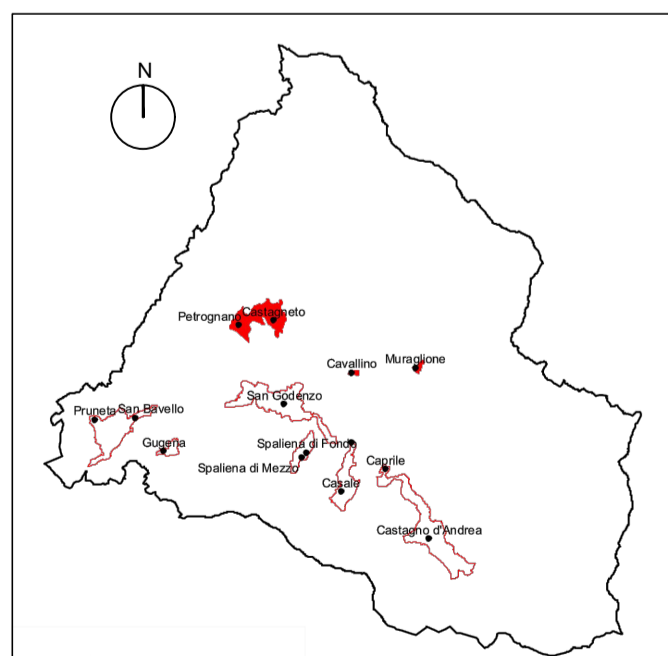 N
Castagneto
Petrognano
Muraglione
Cavallino
San Godenzo
Pruneta
San Bavello
Gugena
Spaliena di Fondo
Spaliena di Mezzo
Caprile
Casale
Castagno d'Andrea